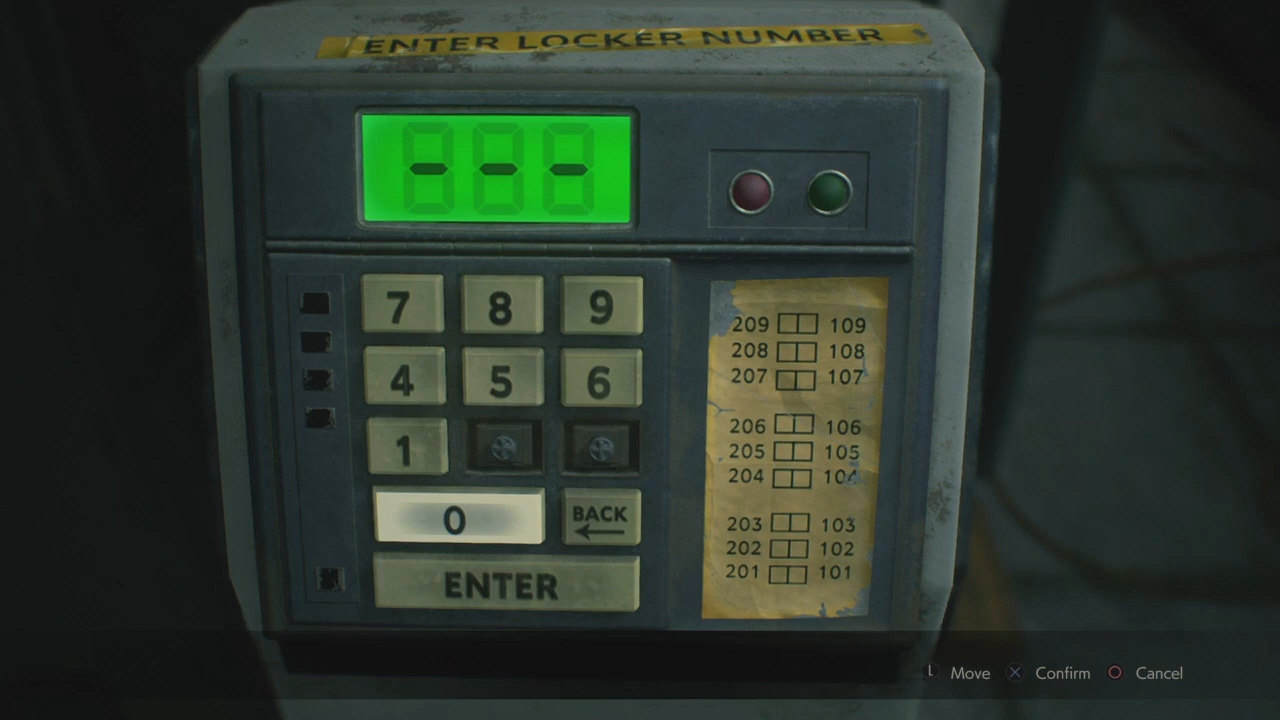 ENTER LOCKER NUMBER
- - -
7 8 9
4 5 6
1
0 BACK
ENTER
209 109
208 108
207 107
206 106
205 105
204 104
203 103
202 102
201 101
L Move Confirm Cancel